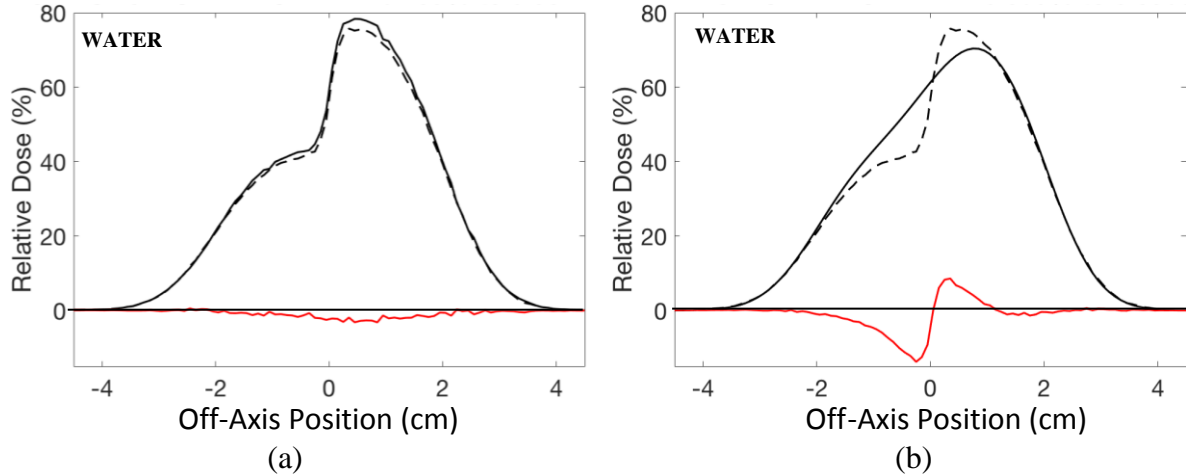 WATER
Relative Dose (%)
80
60
40
20
0
-4
-2
0
2
4
Off-Axis Position (cm)
(a)
WATER
Relative Dose (%)
80
60
40
20
0
-4
-2
0
2
4
Off-Axis Position (cm)
(b)